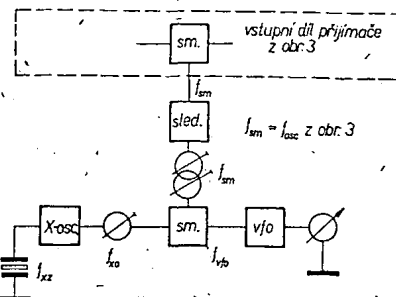 vstupní díl přijímače
z obr. 3
sm.
f_sm
sled.
f_sm = f_osc z obr. 3
f_sm
X-osc.
sm.
vfo
f_xo
f_vfo
f_xz